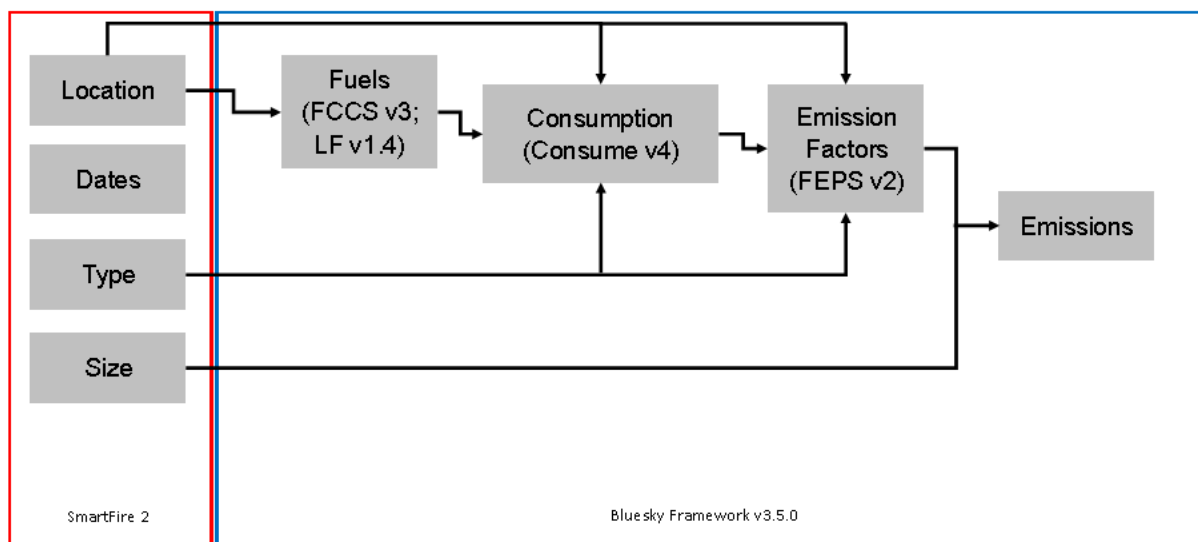 Location
Dates
Type
Size
Fuels
(FCCS v3;
LF v1.4)
Consumption
(Consume v4)
Emission
Factors
(FEPS v2)
Emissions
SmartFire 2
Bluesky Framework v3.5.0